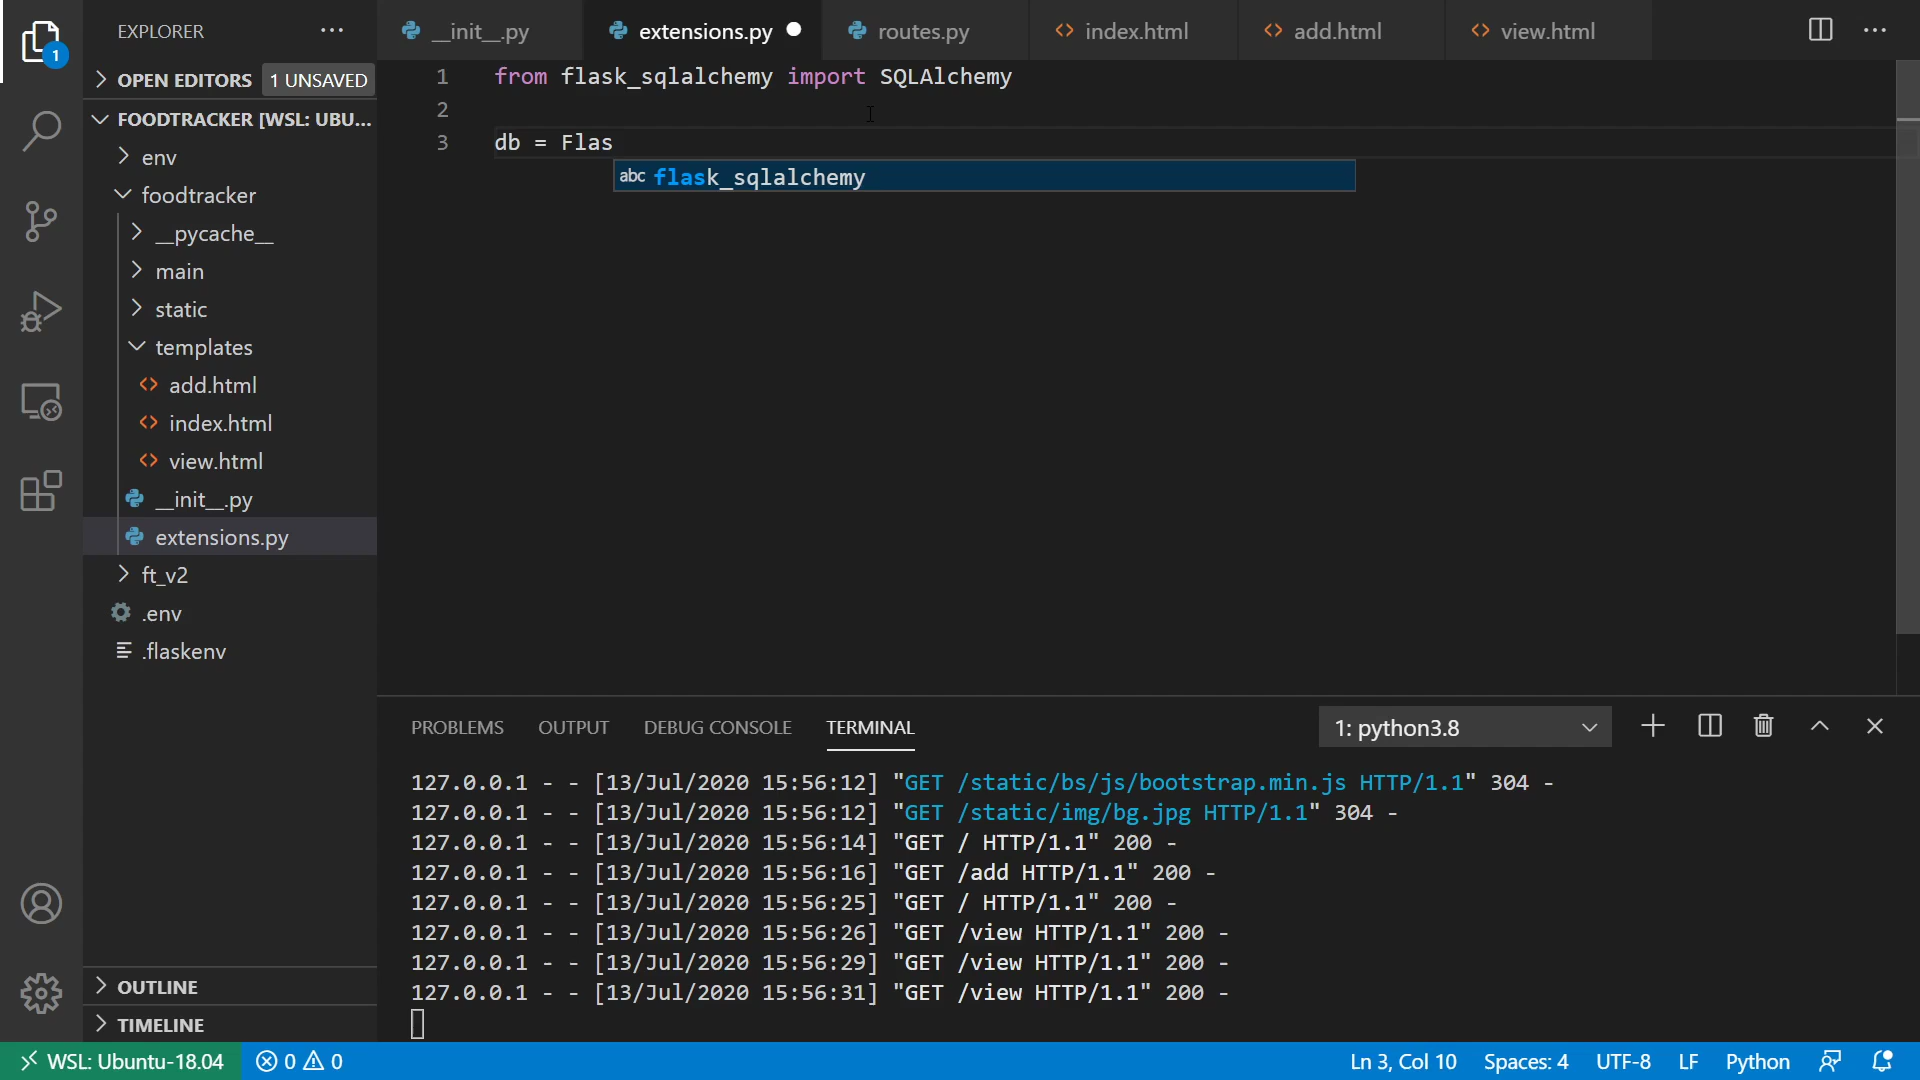 EXPLORER
OPEN EDITORS 1 UNSAVED
FOODTRACKER [WSL: UBU...
env
foodtracker
__pycache__
main
static
templates
add.html
index.html
view.html
__init__.py
extensions.py
ft_v2
.env
.flaskenv
OUTLINE
TIMELINE
1
__init__.py extensions.py routes.py index.html add.html view.html
1 from flask_sqlalchemy import SQLAlchemy
2
3 db = Flas
abc flask_sqlalchemy
PROBLEMS OUTPUT DEBUG CONSOLE TERMINAL 1: python3.8
127.0.0.1 - - [13/Jul/2020 15:56:12] "GET /static/bs/js/bootstrap.min.js HTTP/1.1" 304 -
127.0.0.1 - - [13/Jul/2020 15:56:12] "GET /static/img/bg.jpg HTTP/1.1" 304 -
127.0.0.1 - - [13/Jul/2020 15:56:14] "GET / HTTP/1.1" 200 -
127.0.0.1 - - [13/Jul/2020 15:56:16] "GET /add HTTP/1.1" 200 -
127.0.0.1 - - [13/Jul/2020 15:56:25] "GET / HTTP/1.1" 200 -
127.0.0.1 - - [13/Jul/2020 15:56:26] "GET /view HTTP/1.1" 200 -
127.0.0.1 - - [13/Jul/2020 15:56:29] "GET /view HTTP/1.1" 200 -
127.0.0.1 - - [13/Jul/2020 15:56:31] "GET /view HTTP/1.1" 200 -
WSL: Ubuntu-18.04 0 0 Ln 3, Col 10 Spaces: 4 UTF-8 LF Python